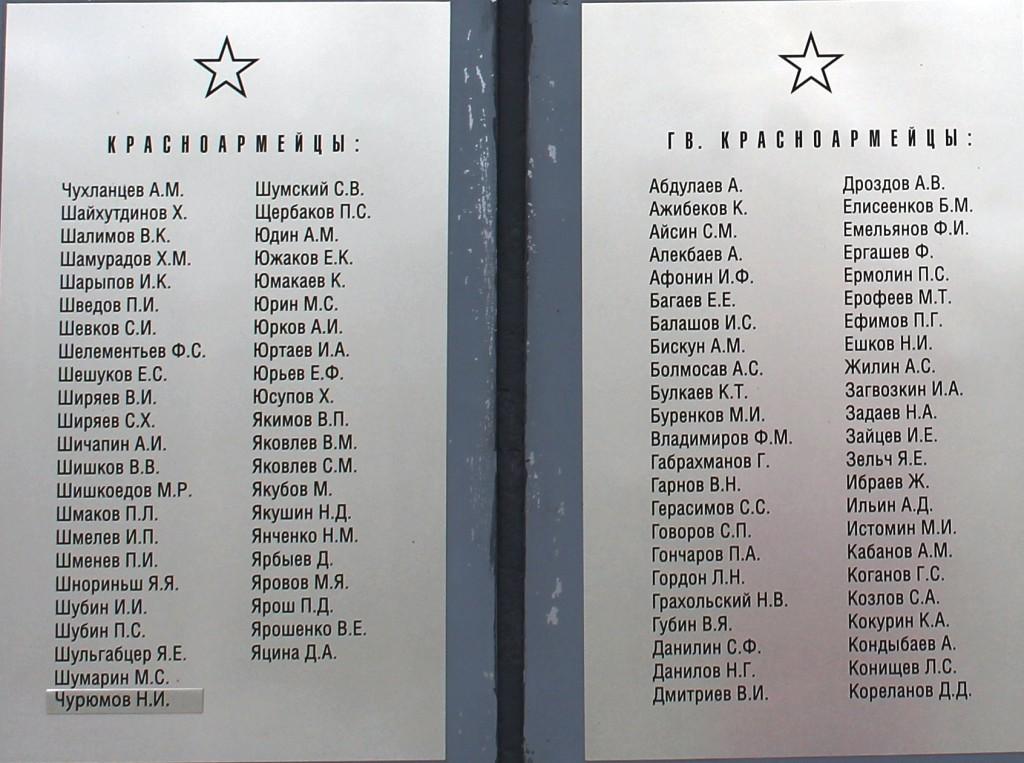 КРАСНОАРМЕЙЦЫ:
Чухланцев А.М.
Шайхутдинов Х.
Шалимов В.К.
Шамурадов Х.М.
Шарыпов И.К.
Шведов П.И.
Шевков С.И.
Шелементьев Ф.С.
Шешуков Е.С.
Ширяев В.И.
Ширяев С.Х.
Шичапин А.И.
Шишков В.В.
Шишкоедов М.Р.
Шмаков П.Л.
Шмелев И.П.
Шменев П.И.
Шнориньш Я.Я.
Шубин И.И.
Шубин П.С.
Шульгабцер Я.Е.
Шумарин М.С.
Чурюмов Н.И.
Шумский С.В.
Щербаков П.С.
Юдин А.М.
Южаков Е.К.
Юмакаев К.
Юрин М.С.
Юрков А.И.
Юртаев И.А.
Юрьев Е.Ф.
Юсупов Х.
Якимов В.П.
Яковлев В.М.
Яковлев С.М.
Якубов М.
Якушин Н.Д.
Янченко Н.М.
Ярбыев Д.
Яровов М.Я.
Ярош П.Д.
Ярошенко В.Е.
Яцина Д.А.
ГВ. КРАСНОАРМЕЙЦЫ:
Абдулаев А.
Ажибеков К.
Айсин С.М.
Алекбаев А.
Афонин И.Ф.
Багаев Е.Е.
Балашов И.С.
Бискун А.М.
Болмосав А.С.
Булкаев К.Т.
Буренков М.И.
Владимиров Ф.М.
Габрахманов Г.
Гарнов В.Н.
Герасимов С.С.
Говоров С.П.
Гончаров П.А.
Гордон Л.Н.
Грахольский Н.В.
Губин В.Я.
Данилин С.Ф.
Данилов Н.Г.
Дмитриев В.И.
Дроздов А.В.
Елисеенков Б.М.
Емельянов Ф.И.
Ергашев Ф.
Ермолин П.С.
Ерофеев М.Т.
Ефимов П.Г.
Ешков Н.И.
Жилин А.С.
Загвозкин И.А.
Задаев Н.А.
Зайцев И.Е.
Зельч Я.Е.
Ибраев Ж.
Ильин А.Д.
Истомин М.И.
Кабанов А.М.
Коганов Г.С.
Козлов С.А.
Кокурин К.А.
Кондыбаев А.
Конищев Л.С.
Кореланов Д.Д.